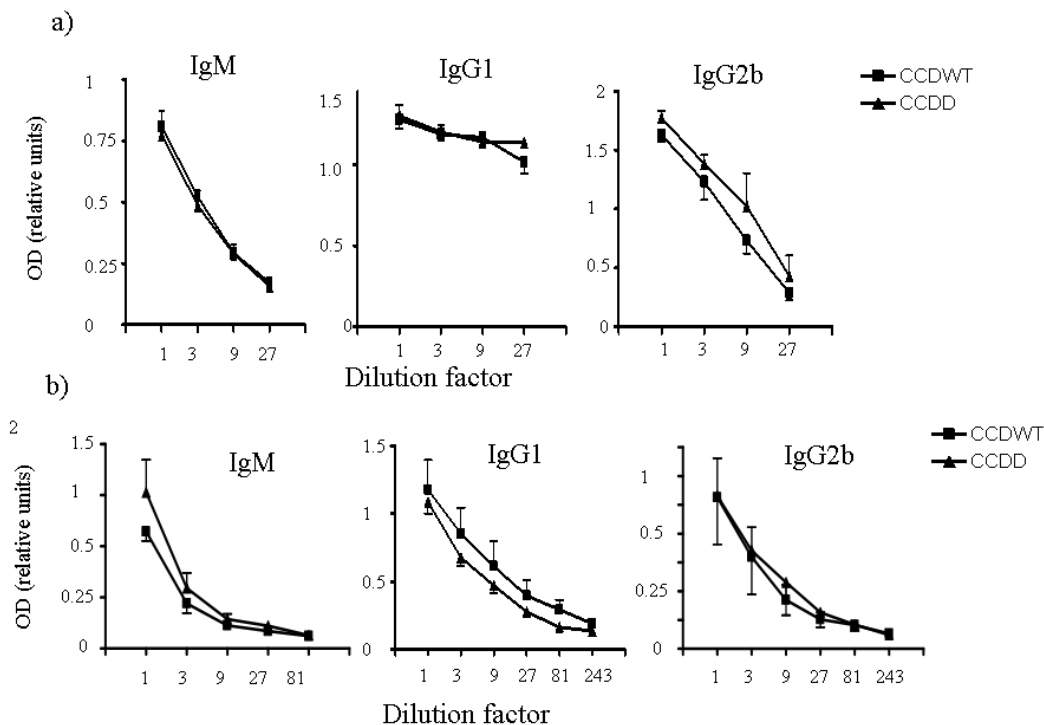 a)
IgM
IgG1
IgG2b
CCDWT
CCDD
OD (relative units)
1
0.75
0.5
0.25
0
1 3 9 27
1.5
1.0
0.5
0
1 3 9 27
2
1.5
1
0.5
0
1 3 9 27
Dilution factor
b)
2
IgM
IgG1
IgG2b
CCDWT
CCDD
OD (relative units)
1.5
1
0.5
0.25
0
1 3 9 27 81
1.5
1
0.5
0
1 3 9 27 81 243
1
0.5
0.25
0
1 3 9 27 81 243
Dilution factor